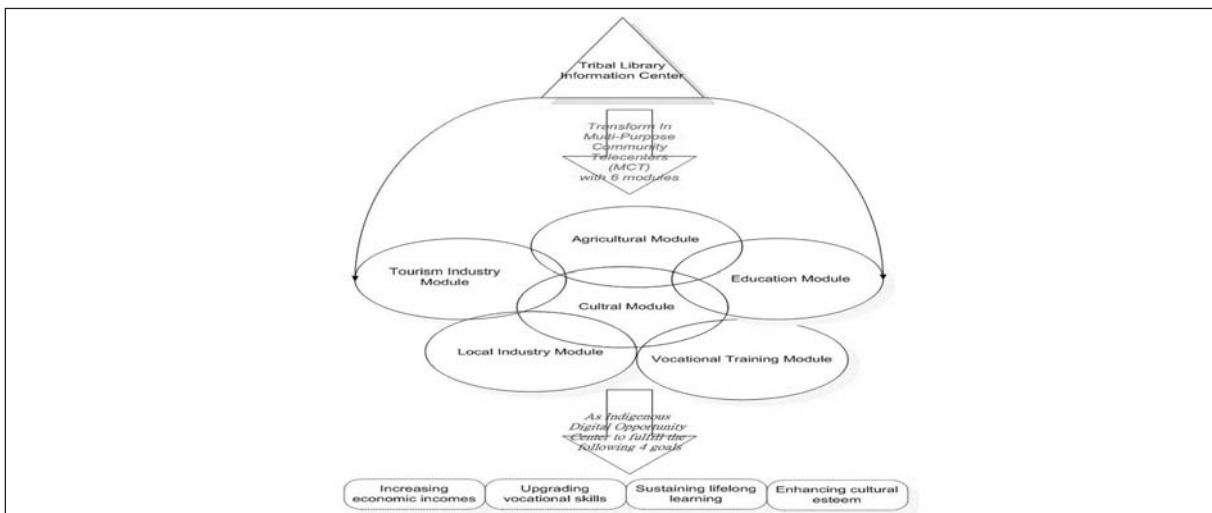 Tribal Library
Information Center
Transform In
Multi-Purpose
Community
Telecenters
(MCT)
with 6 modules
Agricultural Module
Tourism Industry
Module
Education Module
Cultral Module
Local Industry Module
Vocational Training Module
As Indigenous
Digital Opportunity
Center to fulfill the
following 4 goals
Increasing
economic incomes
Upgrading
vocational skills
Sustaining lifelong
learning
Enhancing cultural
esteem